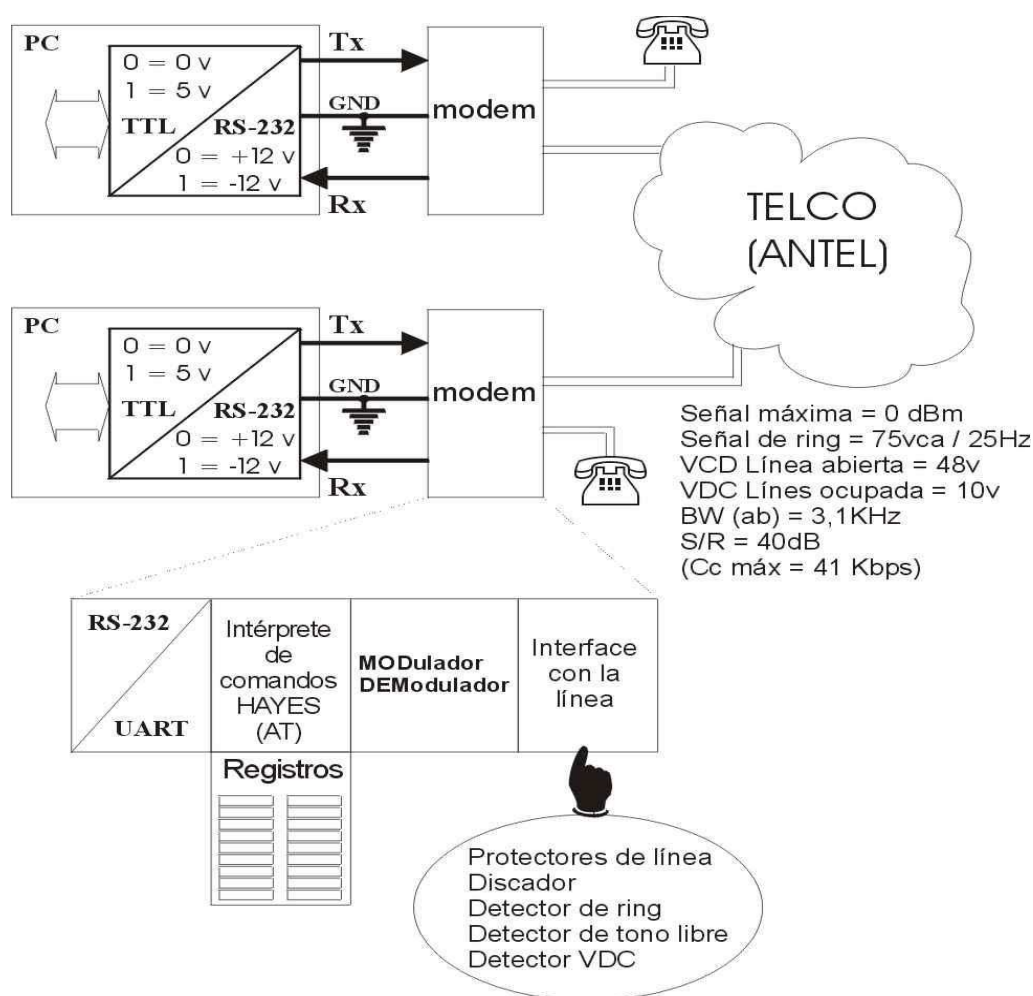 PC
0 = 0 v
1 = 5 v
TTL
RS-232
0 = +12 v
1 = -12 v
Tx
GND
Rx
modem
TELCO
(ANTEL)
PC
0 = 0 v
1 = 5 v
TTL
RS-232
0 = +12 v
1 = -12 v
Tx
GND
Rx
modem
Señal máxima = 0 dBm
Señal de ring = 75vca / 25Hz
VCD Línea abierta = 48v
VDC Línes ocupada = 10v
BW (ab) = 3,1KHz
S/R = 40dB
(Cc máx = 41 Kbps)
RS-232
UART
Intérprete
de
comandos
HAYES
(AT)
MODulador
DEModulador
Interface
con la
línea
Registros
Protectores de línea
Discador
Detector de ring
Detector de tono libre
Detector VDC